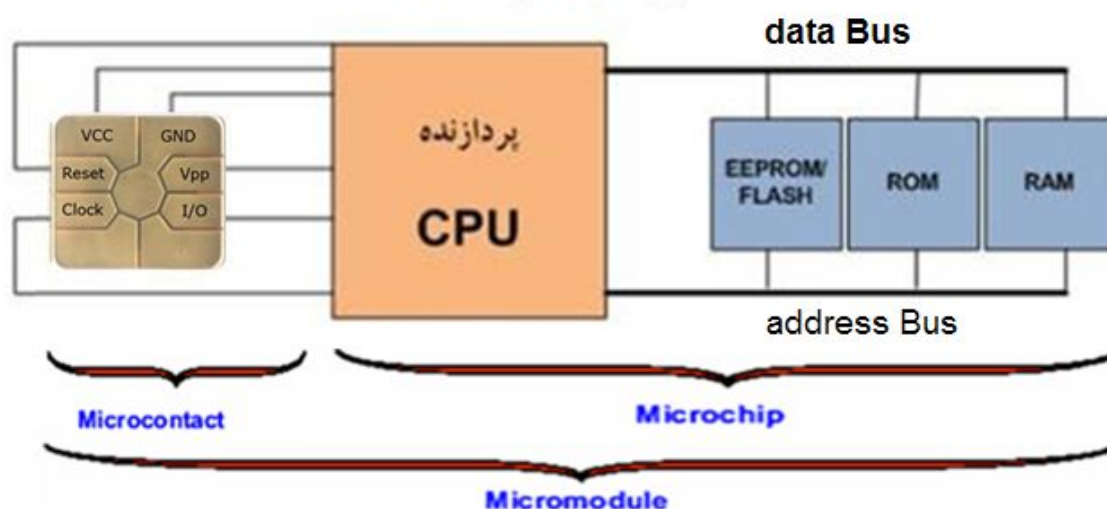 data Bus
VCC
GND
Reset
Vpp
Clock
I/O
پردازنده
CPU
EEPROM/
FLASH
ROM
RAM
address Bus
Microcontact
Microchip
Micromodule